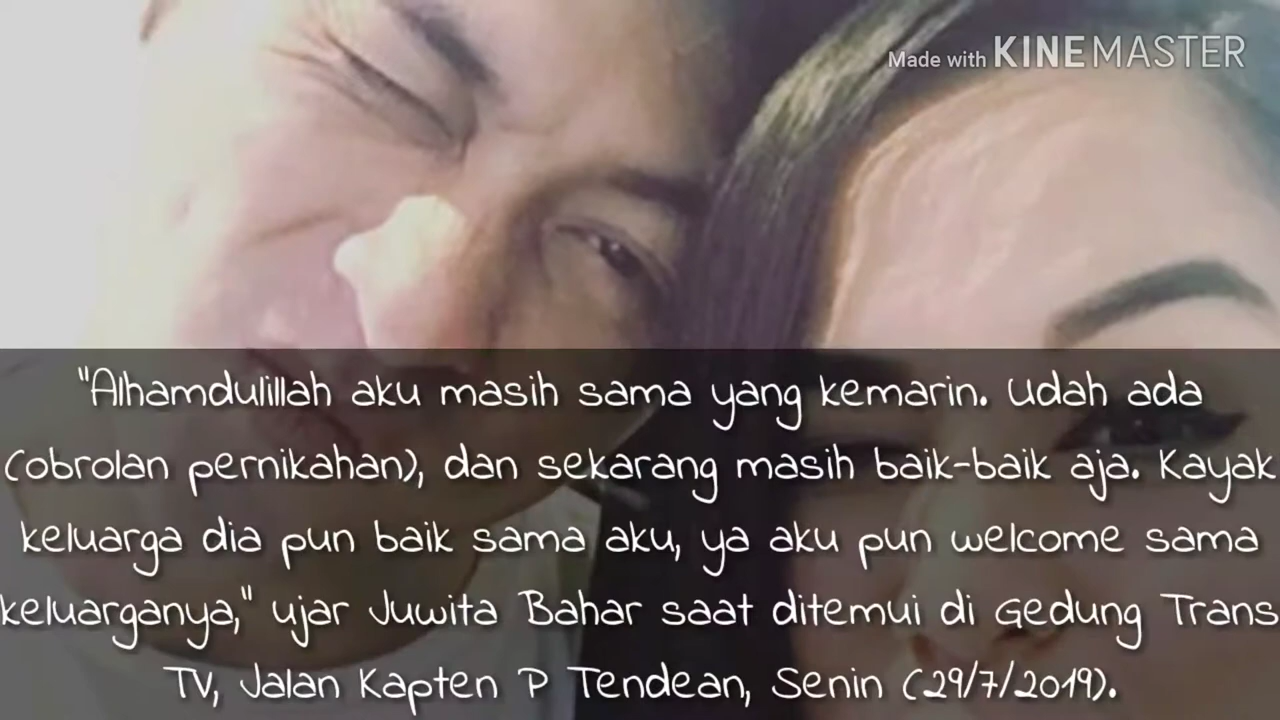 Made with KINEMASTER
"Alhamdulillah aku masih sama yang kemarin. Udah ada
(obrolan pernikahan), dan sekarang masih baik-baik aja. Kayak
keluarga dia pun baik sama aku, ya aku pun welcome sama
keluarganya," ujar Juwita Bahar saat ditemui di Gedung Trans
TV, Jalan Kapten P Tendean, Senin (29/7/2019).